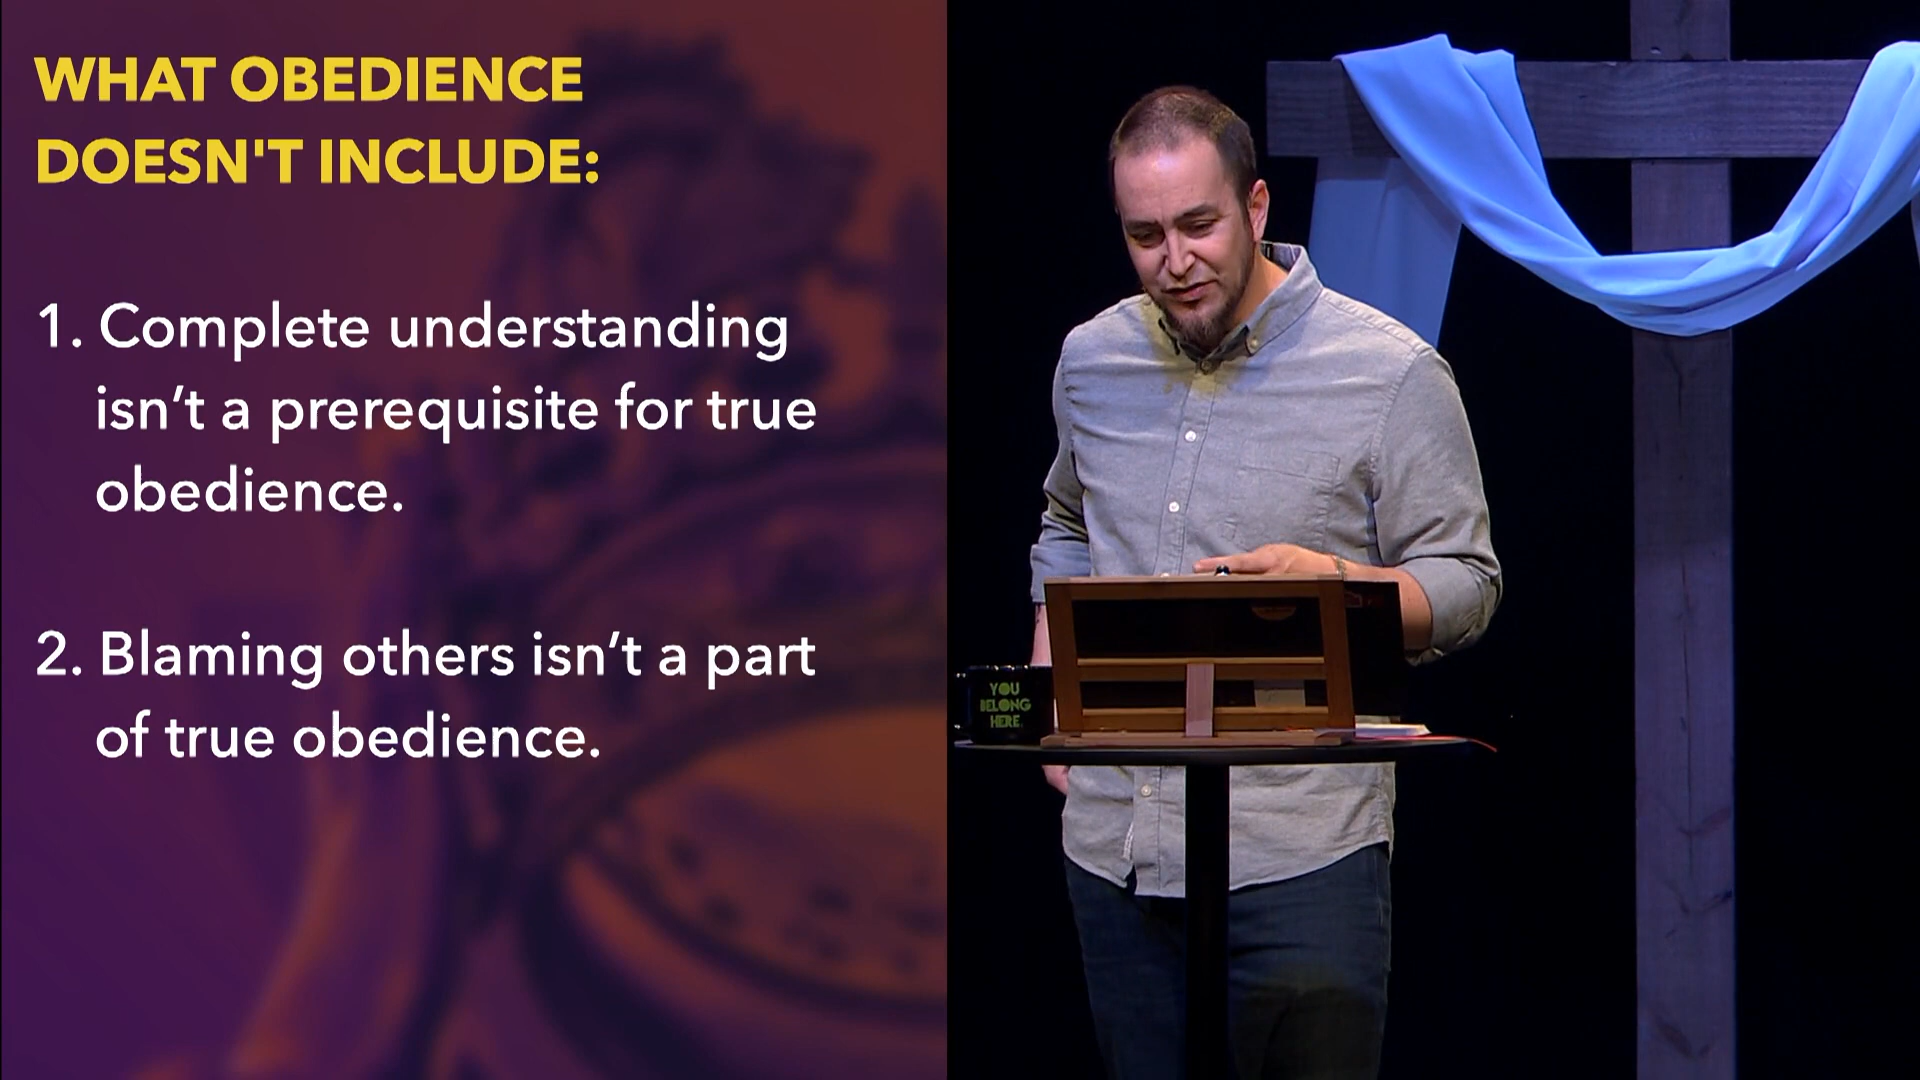 WHAT OBEDIENCE
DOESN'T INCLUDE:
1. Complete understanding
isn’t a prerequisite for true
obedience.
2. Blaming others isn’t a part
of true obedience.
YOU
BELONG
HERE.